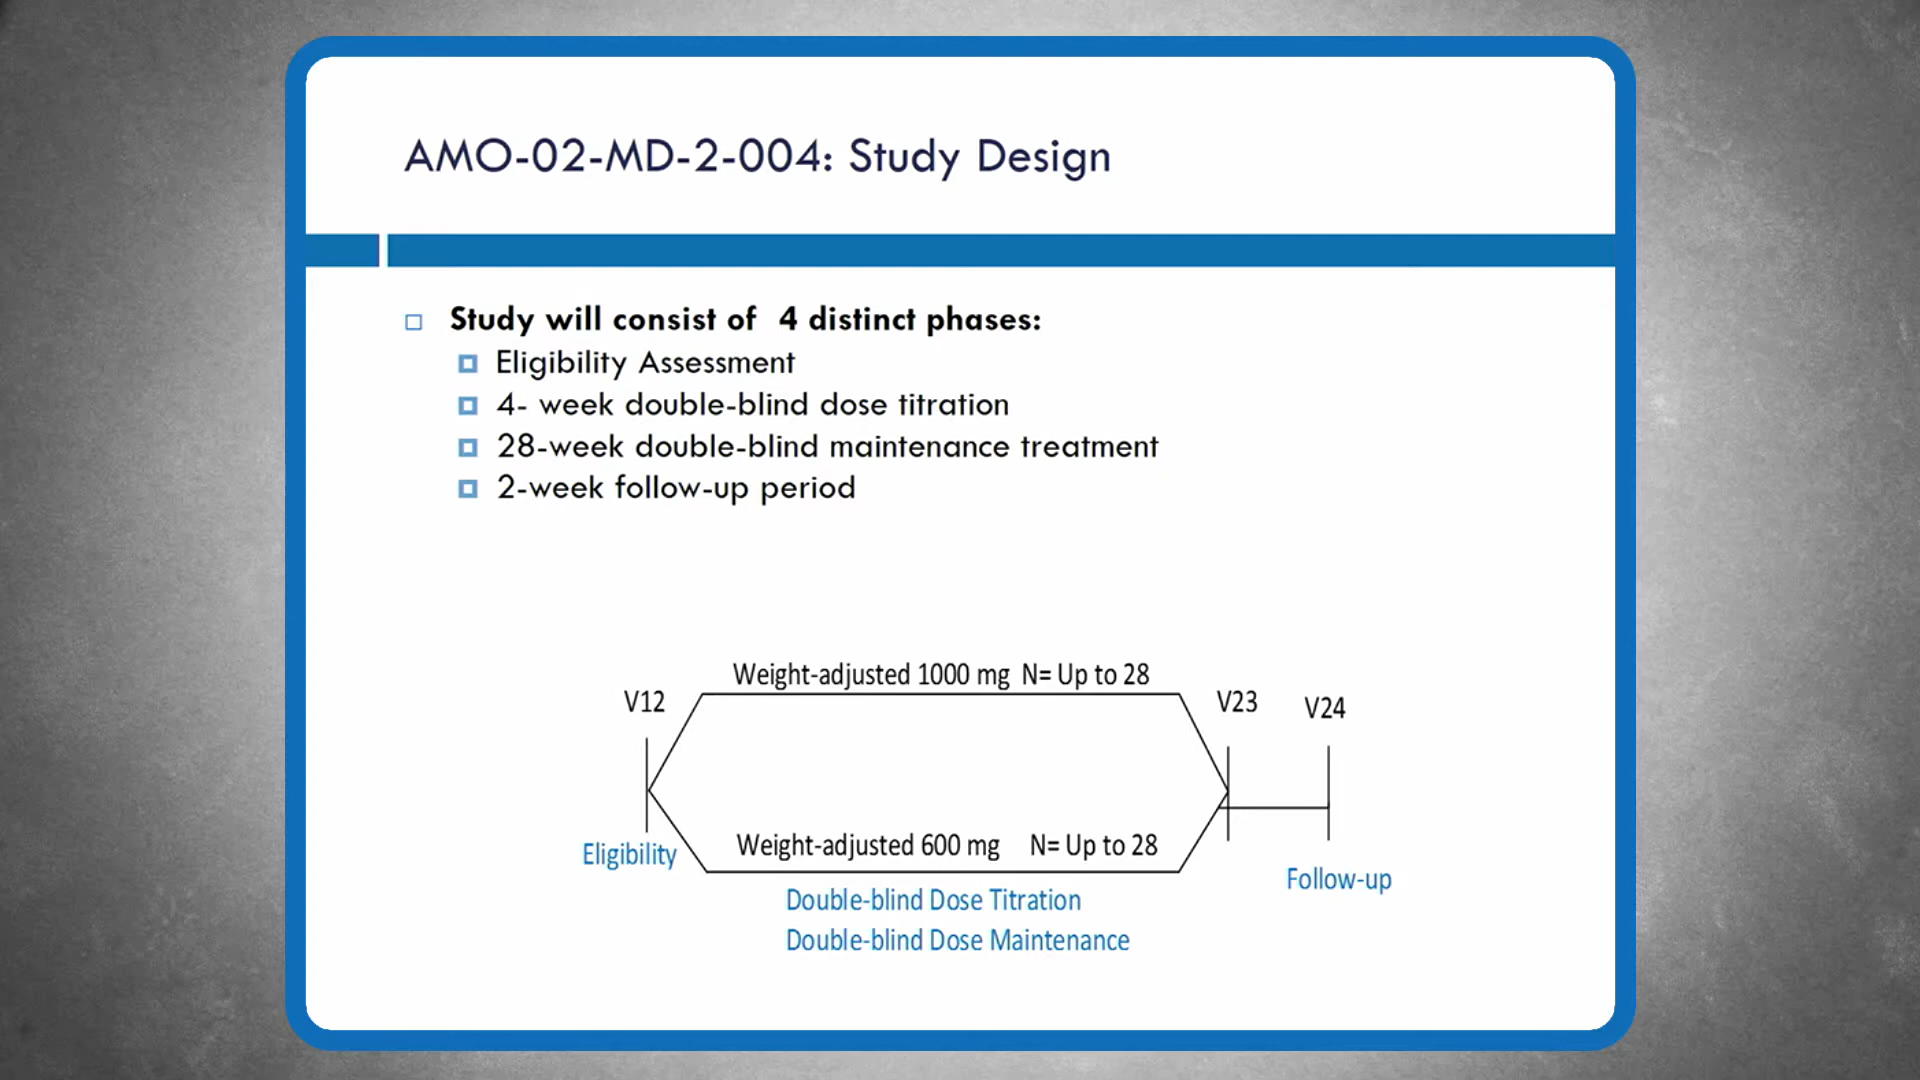 AMO-02-MD-2-004: Study Design
Study will consist of  4 distinct phases:
Eligibility Assessment
4- week double-blind dose titration
28-week double-blind maintenance treatment
2-week follow-up period
Weight-adjusted 1000 mg  N= Up to 28
V12
V23
V24
Weight-adjusted 600 mg  N= Up to 28
Eligibility
Follow-up
Double-blind Dose Titration
Double-blind Dose Maintenance